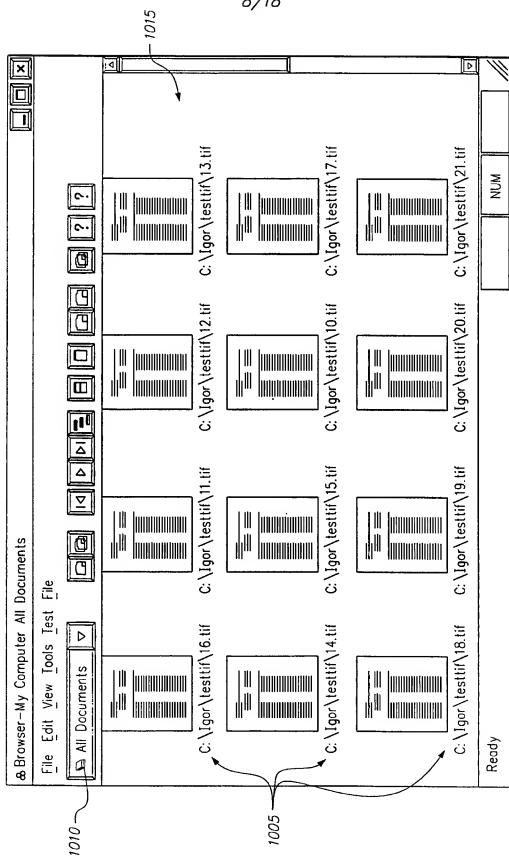 8/18
& Browser-My Computer All Documents
File Edit View Tools Test File
All Documents
? ?
1010
1015
C:\Igor\testtif\16.tif C:\Igor\testtif\11.tif C:\Igor\testtif\12.tif C:\Igor\testtif\13.tif
C:\Igor\testtif\14.tif C:\Igor\testtif\15.tif C:\Igor\testtif\10.tif C:\Igor\testtif\17.tif
C:\Igor\testtif\18.tif C:\Igor\testtif\19.tif C:\Igor\testtif\20.tif C:\Igor\testtif\21.tif
1005
Ready NUM